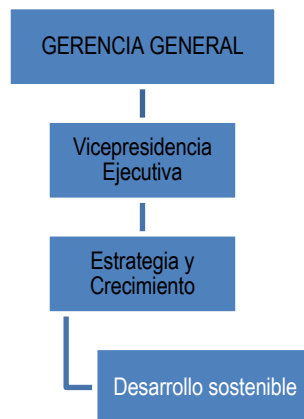 GERENCIA GENERAL
Vicepresidencia
Ejecutiva
Estrategia y
Crecimiento
Desarrollo sostenible